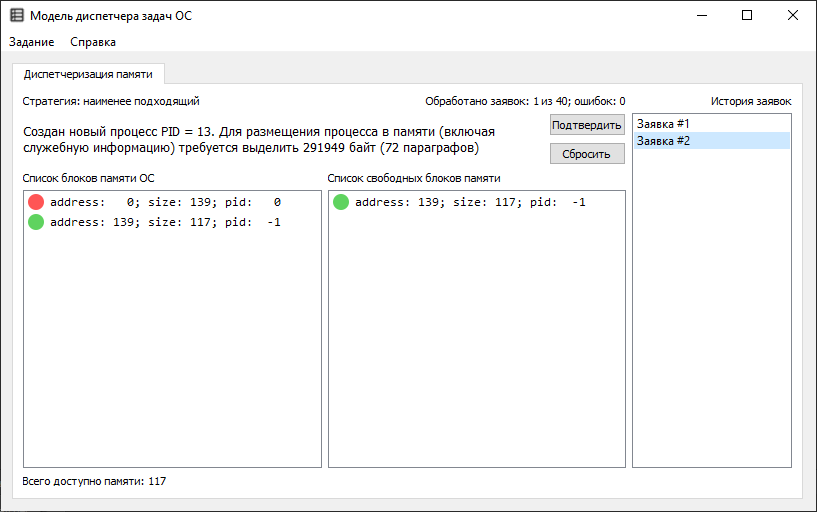 Модель диспетчера задач ОС
Задание Справка
Диспетчеризация памяти
Стратегия: наименее подходящий
Обработано заявок: 1 из 40; ошибок: 0
История заявок
Создан новый процесс PID = 13. Для размещения процесса в памяти (включая
служебную информацию) требуется выделить 291949 байт (72 параграфов)
Подтвердить
Сбросить
Заявка #1
Заявка #2
Список блоков памяти ОС
address:   0; size: 139; pid:   0
address: 139; size: 117; pid:  -1
Список свободных блоков памяти
address: 139; size: 117; pid:  -1
Всего доступно памяти: 117